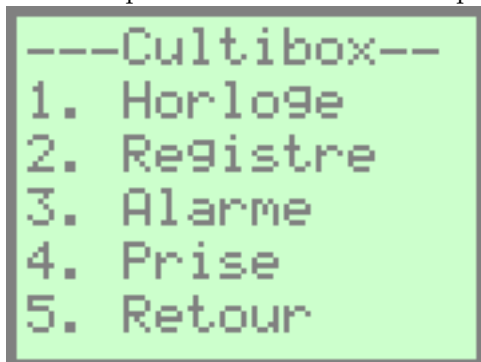 ---Cultibox--
1. Horloge
2. Registre
3. Alarme
4. Prise
5. Retour